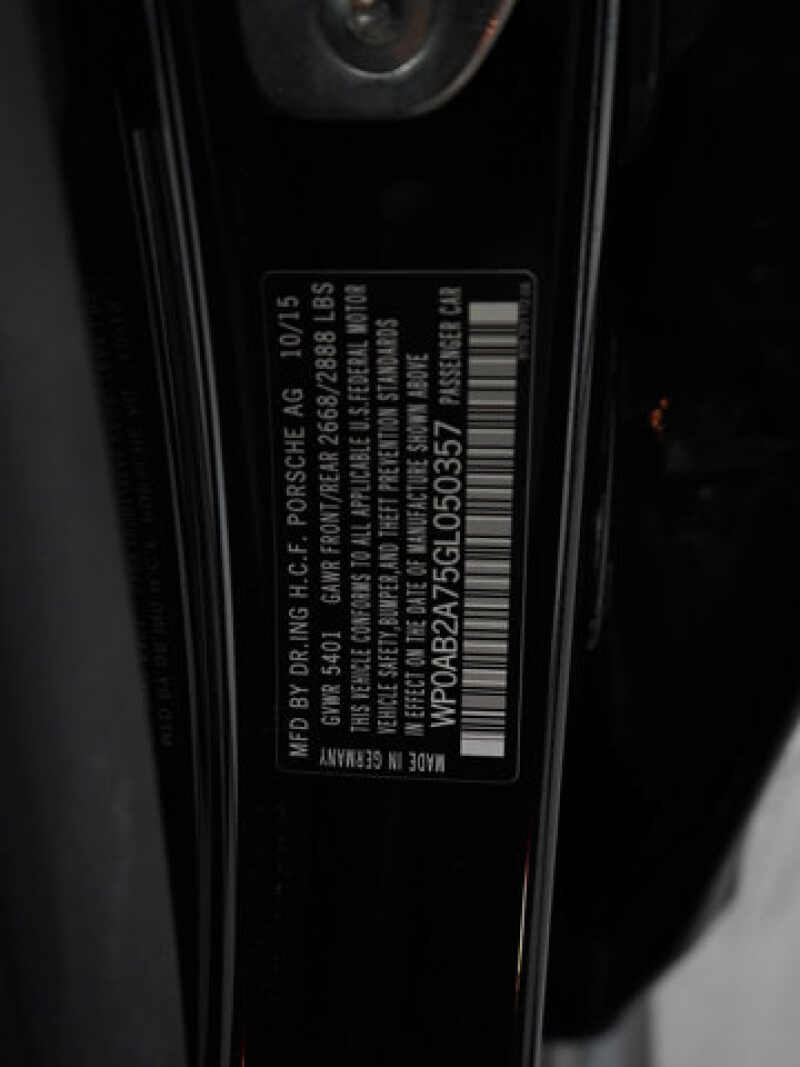 MFD BY DR.ING H.C.F. PORSCHE AG 10/15
GVWR 5401 GAWR FRONT/REAR 2668/2888 LBS
THIS VEHICLE CONFORMS TO ALL APPLICABLE U.S.FEDERAL MOTOR
VEHICLE SAFETY,BUMPER,AND THEFT PREVENTION STANDARDS
IN EFFECT ON THE DATE OF MANUFACTURE SHOWN ABOVE
WP0AB2A75GL050357 PASSENGER CAR
MADE IN GERMANY